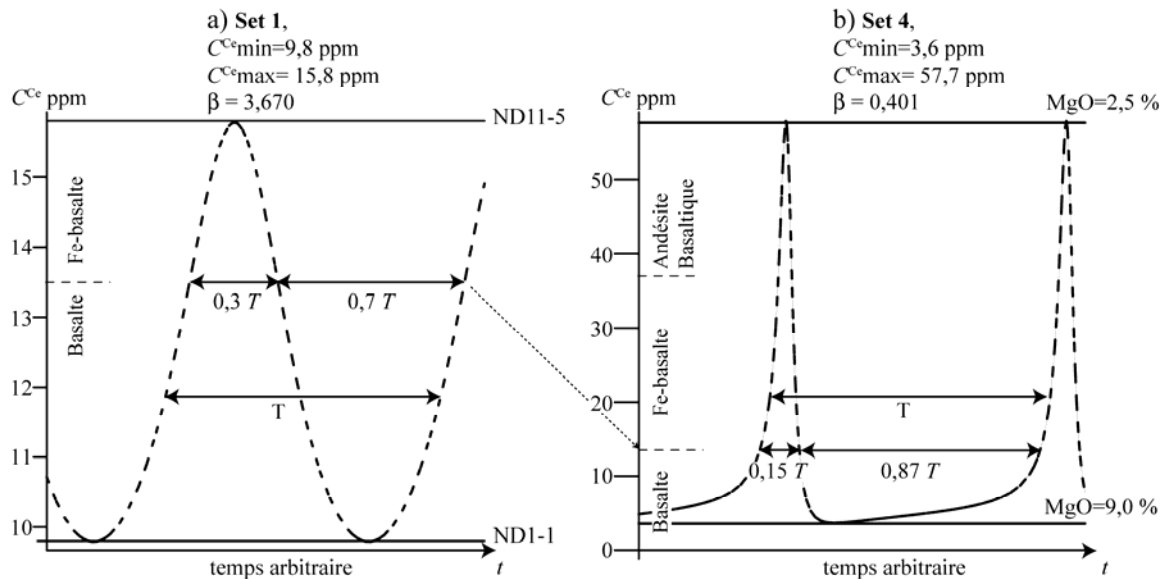 a) Set 1,
C^Ce min=9,8 ppm
C^Ce max= 15,8 ppm
β = 3,670
C^Ce ppm
ND11-5
15
14
13
12
11
10
Fe-basalte
Basalte
0,3 T
0,7 T
T
ND1-1
temps arbitraire
t
b) Set 4,
C^Ce min=3,6 ppm
C^Ce max= 57,7 ppm
β = 0,401
C^Ce ppm
MgO=2,5 %
50
40
30
20
10
0
Andésite
Basaltique
Fe-basalte
Basalte
T
0,15 T
0,87 T
MgO=9,0 %
temps arbitraire
t